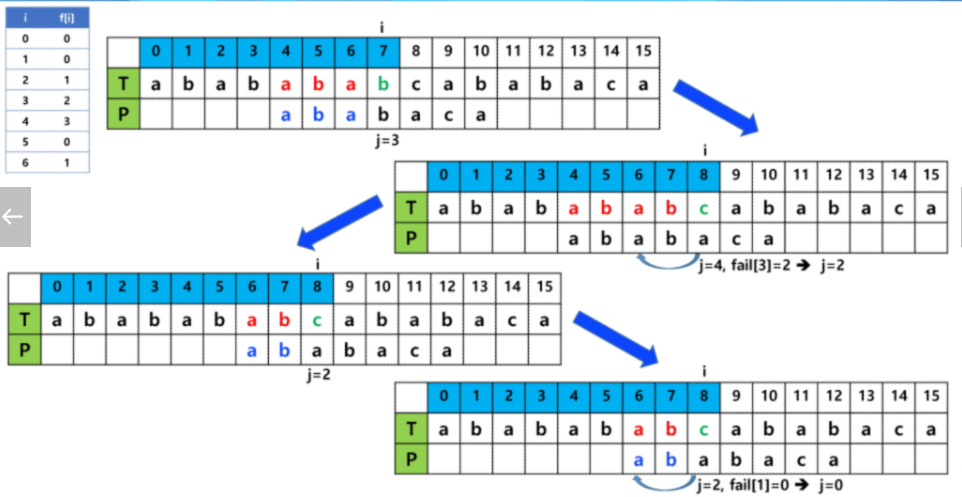 i f[i]
0 0
1 0
2 1
3 2
4 3
5 0
6 1
i
0 1 2 3 4 5 6 7 8 9 10 11 12 13 14 15
T a b a b a b a b c a b a b a c a
P a b a b a c a
j=3
i
0 1 2 3 4 5 6 7 8 9 10 11 12 13 14 15
T a b a b a b a b c a b a b a c a
P a b a b a c a
j=4, fail[3]=2 ➔ j=2
i
0 1 2 3 4 5 6 7 8 9 10 11 12 13 14 15
T a b a b a b a b c a b a b a c a
P a b a b a c a
j=2
i
0 1 2 3 4 5 6 7 8 9 10 11 12 13 14 15
T a b a b a b a b c a b a b a c a
P a b a b a c a
j=2, fail[1]=0 ➔ j=0